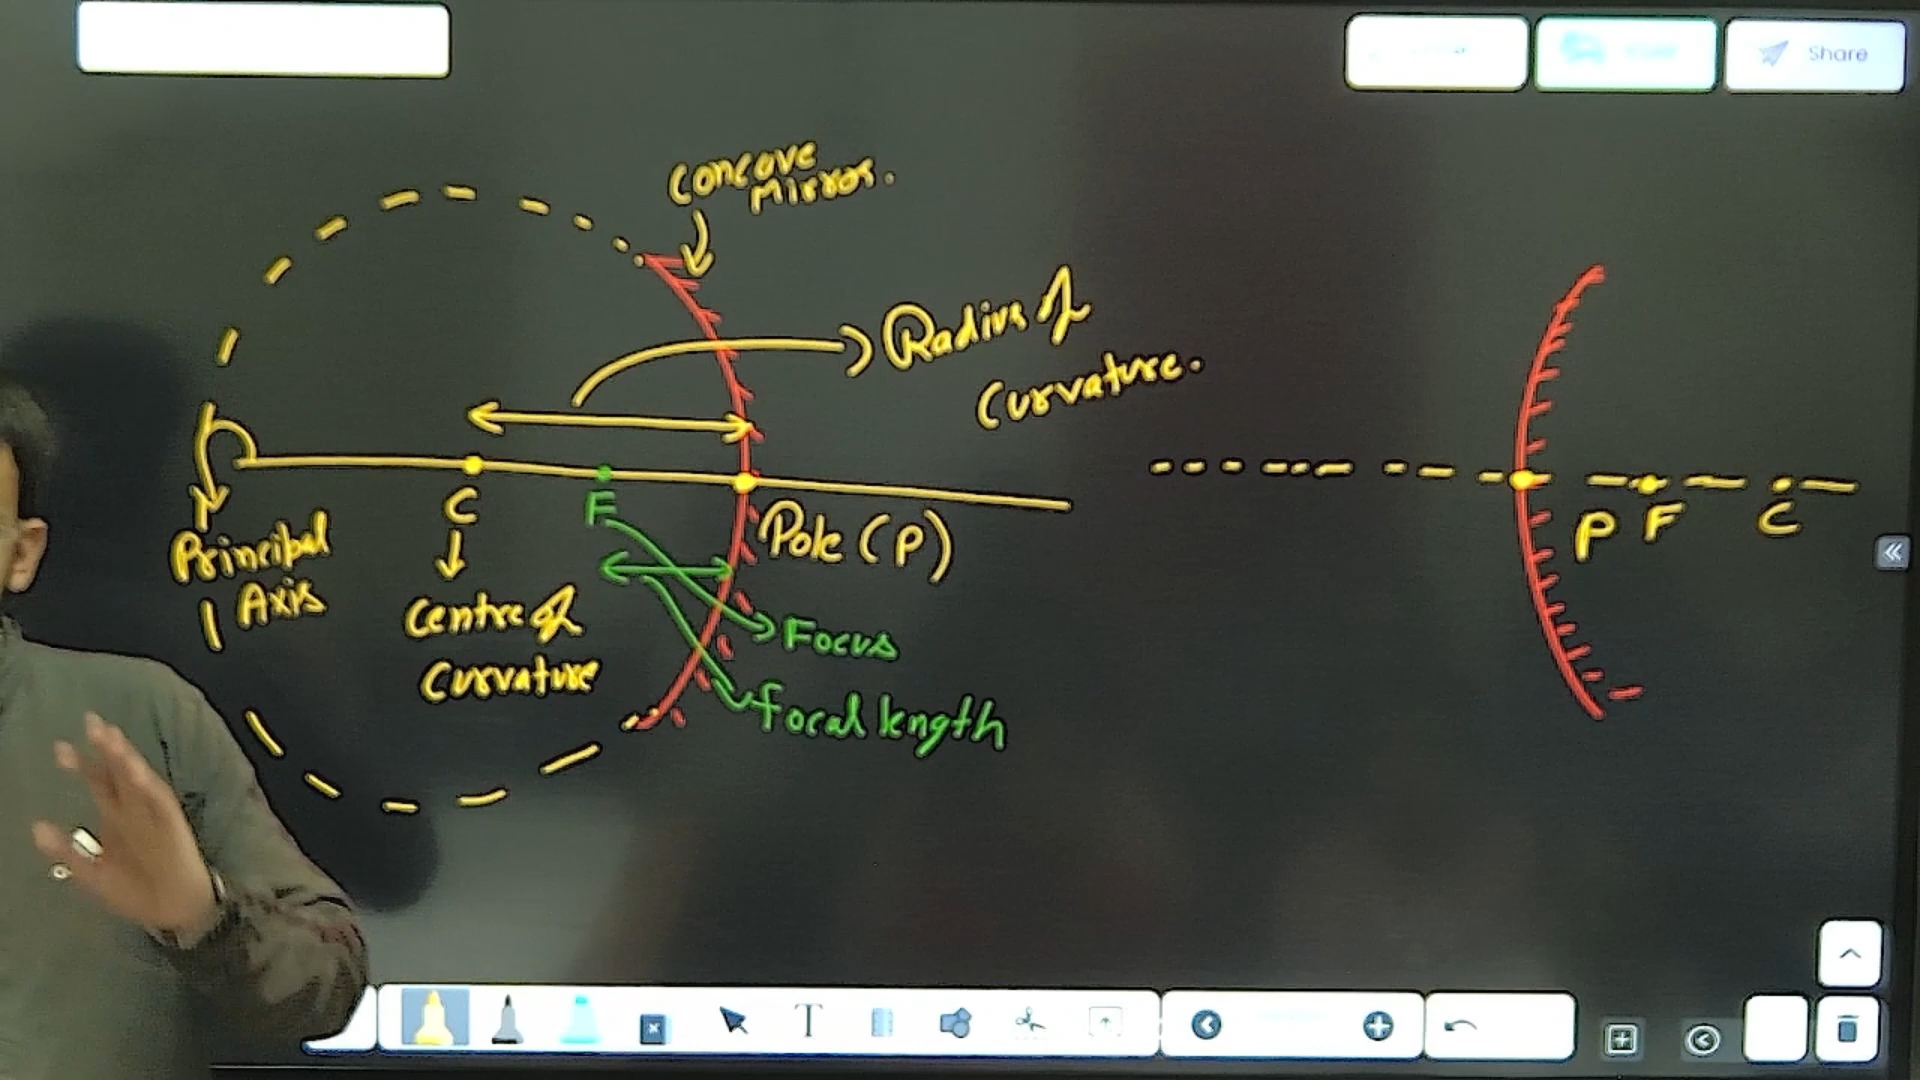 Share
Concave
Mirror.
Radius of
Curvature.
C
F
Pole (P)
Principal
Axis
Centre of
Curvature
Focus
focal length
P F C
T